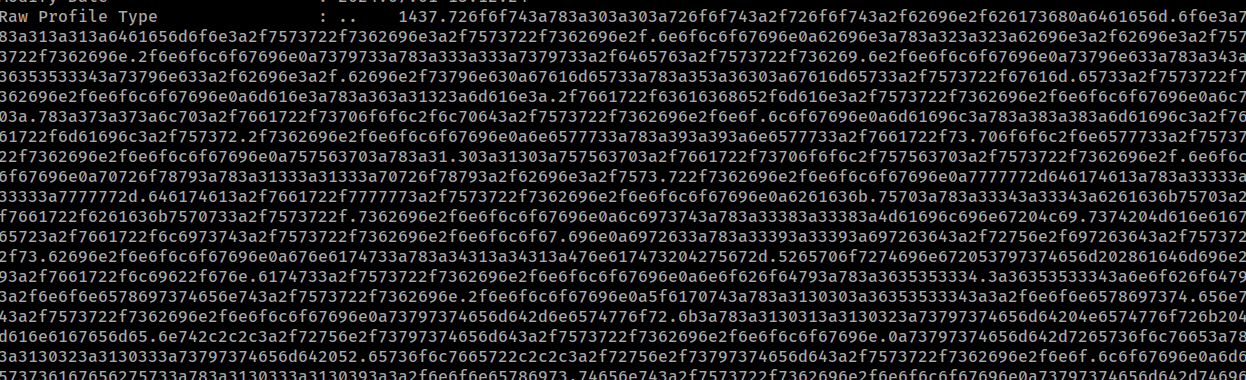 Raw Profile Type                 : ..    1437.726f6f743a783a303a303a726f6f743a2f726f6f743a2f62696e2f626173680a6461656d.6f6e3a7
83a313a313a6461656d6f6e3a2f7573722f7362696e3a2f7573722f7362696e2f.6e6f6c6f67696e0a62696e3a783a323a323a62696e3a2f62696e3a2f757
3722f7362696e.2f6e6f6c6f67696e0a7379733a783a333a333a7379733a2f6465763a2f7573722f736269.6e2f6e6f6c6f67696e0a73796e633a783a343a
36353533343a73796e633a2f62696e3a2f.62696e2f73796e630a67616d65733a783a353a36303a67616d65733a2f7573722f67616d.65733a2f7573722f7
362696e2f6e6f6c6f67696e0a6d616e3a783a363a31323a6d616e3a.2f7661722f63616368652f6d616e3a2f7573722f7362696e2f6e6f6c6f67696e0a6c7
03a.783a373a373a6c703a2f7661722f73706f6f6c2f6c70643a2f7573722f7362696e2f6e6f.6c6f67696e0a6d61696c3a783a383a383a6d61696c3a2f76
61722f6d61696c3a2f757372.2f7362696e2f6e6f6c6f67696e0a6e6577733a783a393a393a6e6577733a2f7661722f73.706f6f6c2f6e6577733a2f75737
22f7362696e2f6e6f6c6f67696e0a757563703a783a31.303a31303a757563703a2f7661722f73706f6f6c2f757563703a2f7573722f7362696e2f.6e6f6c
6f67696e0a70726f78793a783a31333a31333a70726f78793a2f62696e3a2f7573.722f7362696e2f6e6f6c6f67696e0a7777772d646174613a783a33333a
33333a7777772d.646174613a2f7661722f7777773a2f7573722f7362696e2f6e6f6c6f67696e0a6261636b.75703a783a33343a33343a6261636b75703a2
f7661722f6261636b7570733a2f7573722f.7362696e2f6e6f6c6f67696e0a6c6973743a783a33383a33383a4d61696c696e67204c69.7374204d616e6167
65723a2f7661722f6c6973743a2f7573722f7362696e2f6e6f6c6f67.696e0a6972633a783a33393a33393a697263643a2f72756e2f697263643a2f757372
2f73.62696e2f6e6f6c6f67696e0a676e6174733a783a34313a34313a476e617473204275672d.5265706f7274696e672053797374656d202861646d696e2
93a2f7661722f6c69622f676e.6174733a2f7573722f7362696e2f6e6f6c6f67696e0a6e6f626f64793a783a3635353334.3a36353533343a6e6f626f6479
3a2f6e6f6e6578697374656e743a2f7573722f7362696e.2f6e6f6c6f67696e0a5f6170743a783a3130303a36353533343a3a2f6e6f6e6578697374.656e7
43a2f7573722f7362696e2f6e6f6c6f67696e0a73797374656d642d6e6574776f72.6b3a783a3130313a3130323a73797374656d64204e6574776f726b204
d616e6167656d65.6e742c2c2c3a2f72756e2f73797374656d643a2f7573722f7362696e2f6e6f6c6f67696e.0a73797374656d642d7265736f6c76653a78
3a3130323a3130333a73797374656d642052.65736f6c7665722c2c2c3a2f72756e2f73797374656d643a2f7573722f7362696e2f6e6f.6c6f67696e0a6d6